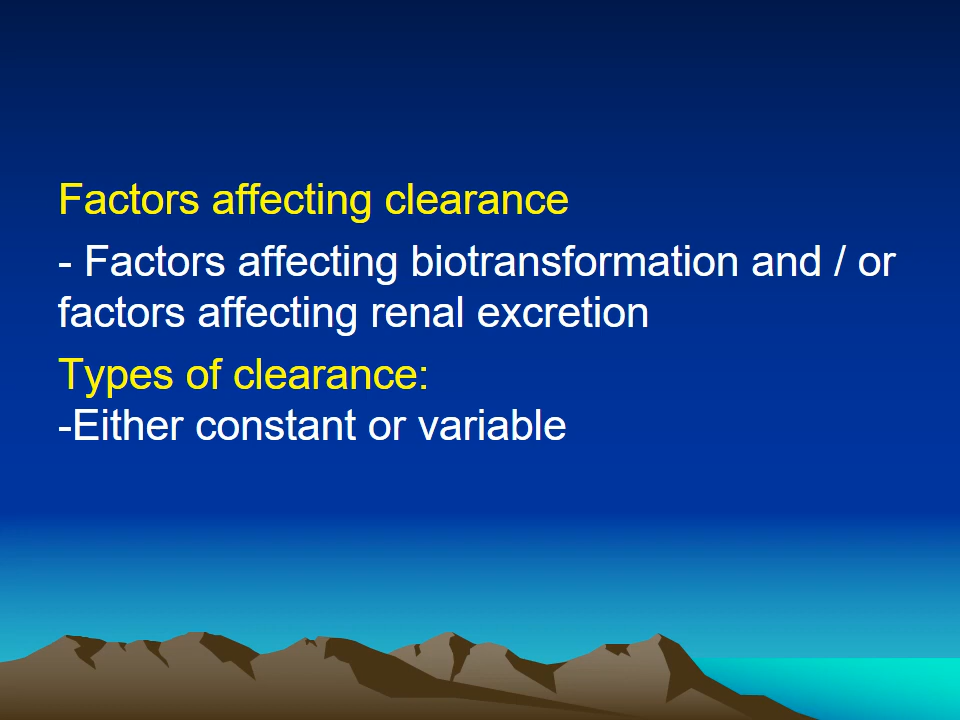 Factors affecting clearance
- Factors affecting biotransformation and / or
factors affecting renal excretion
Types of clearance:
-Either constant or variable